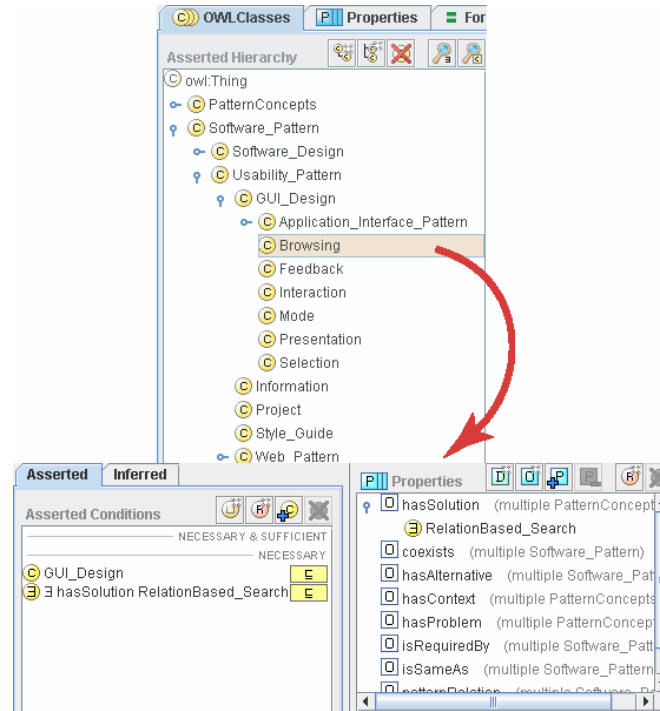 OWLClasses Properties = For
Asserted Hierarchy
owl:Thing
PatternConcepts
Software_Pattern
Software_Design
Usability_Pattern
GUI_Design
Application_Interface_Pattern
Browsing
Feedback
Interaction
Mode
Presentation
Selection
Information
Project
Style_Guide
Web_Pattern
Asserted Inferred
Asserted Conditions
NECESSARY & SUFFICIENT
NECESSARY
GUI_Design ⊑
∃ hasSolution RelationBased_Search ⊑
Properties
hasSolution (multiple PatternConcept
RelationBased_Search
coexists (multiple Software_Pattern)
hasAlternative (multiple Software_Pat
hasContext (multiple PatternConcepts
hasProblem (multiple PatternConcep
isRequiredBy (multiple Software_Patt
isSameAs (multiple Software_Pattern